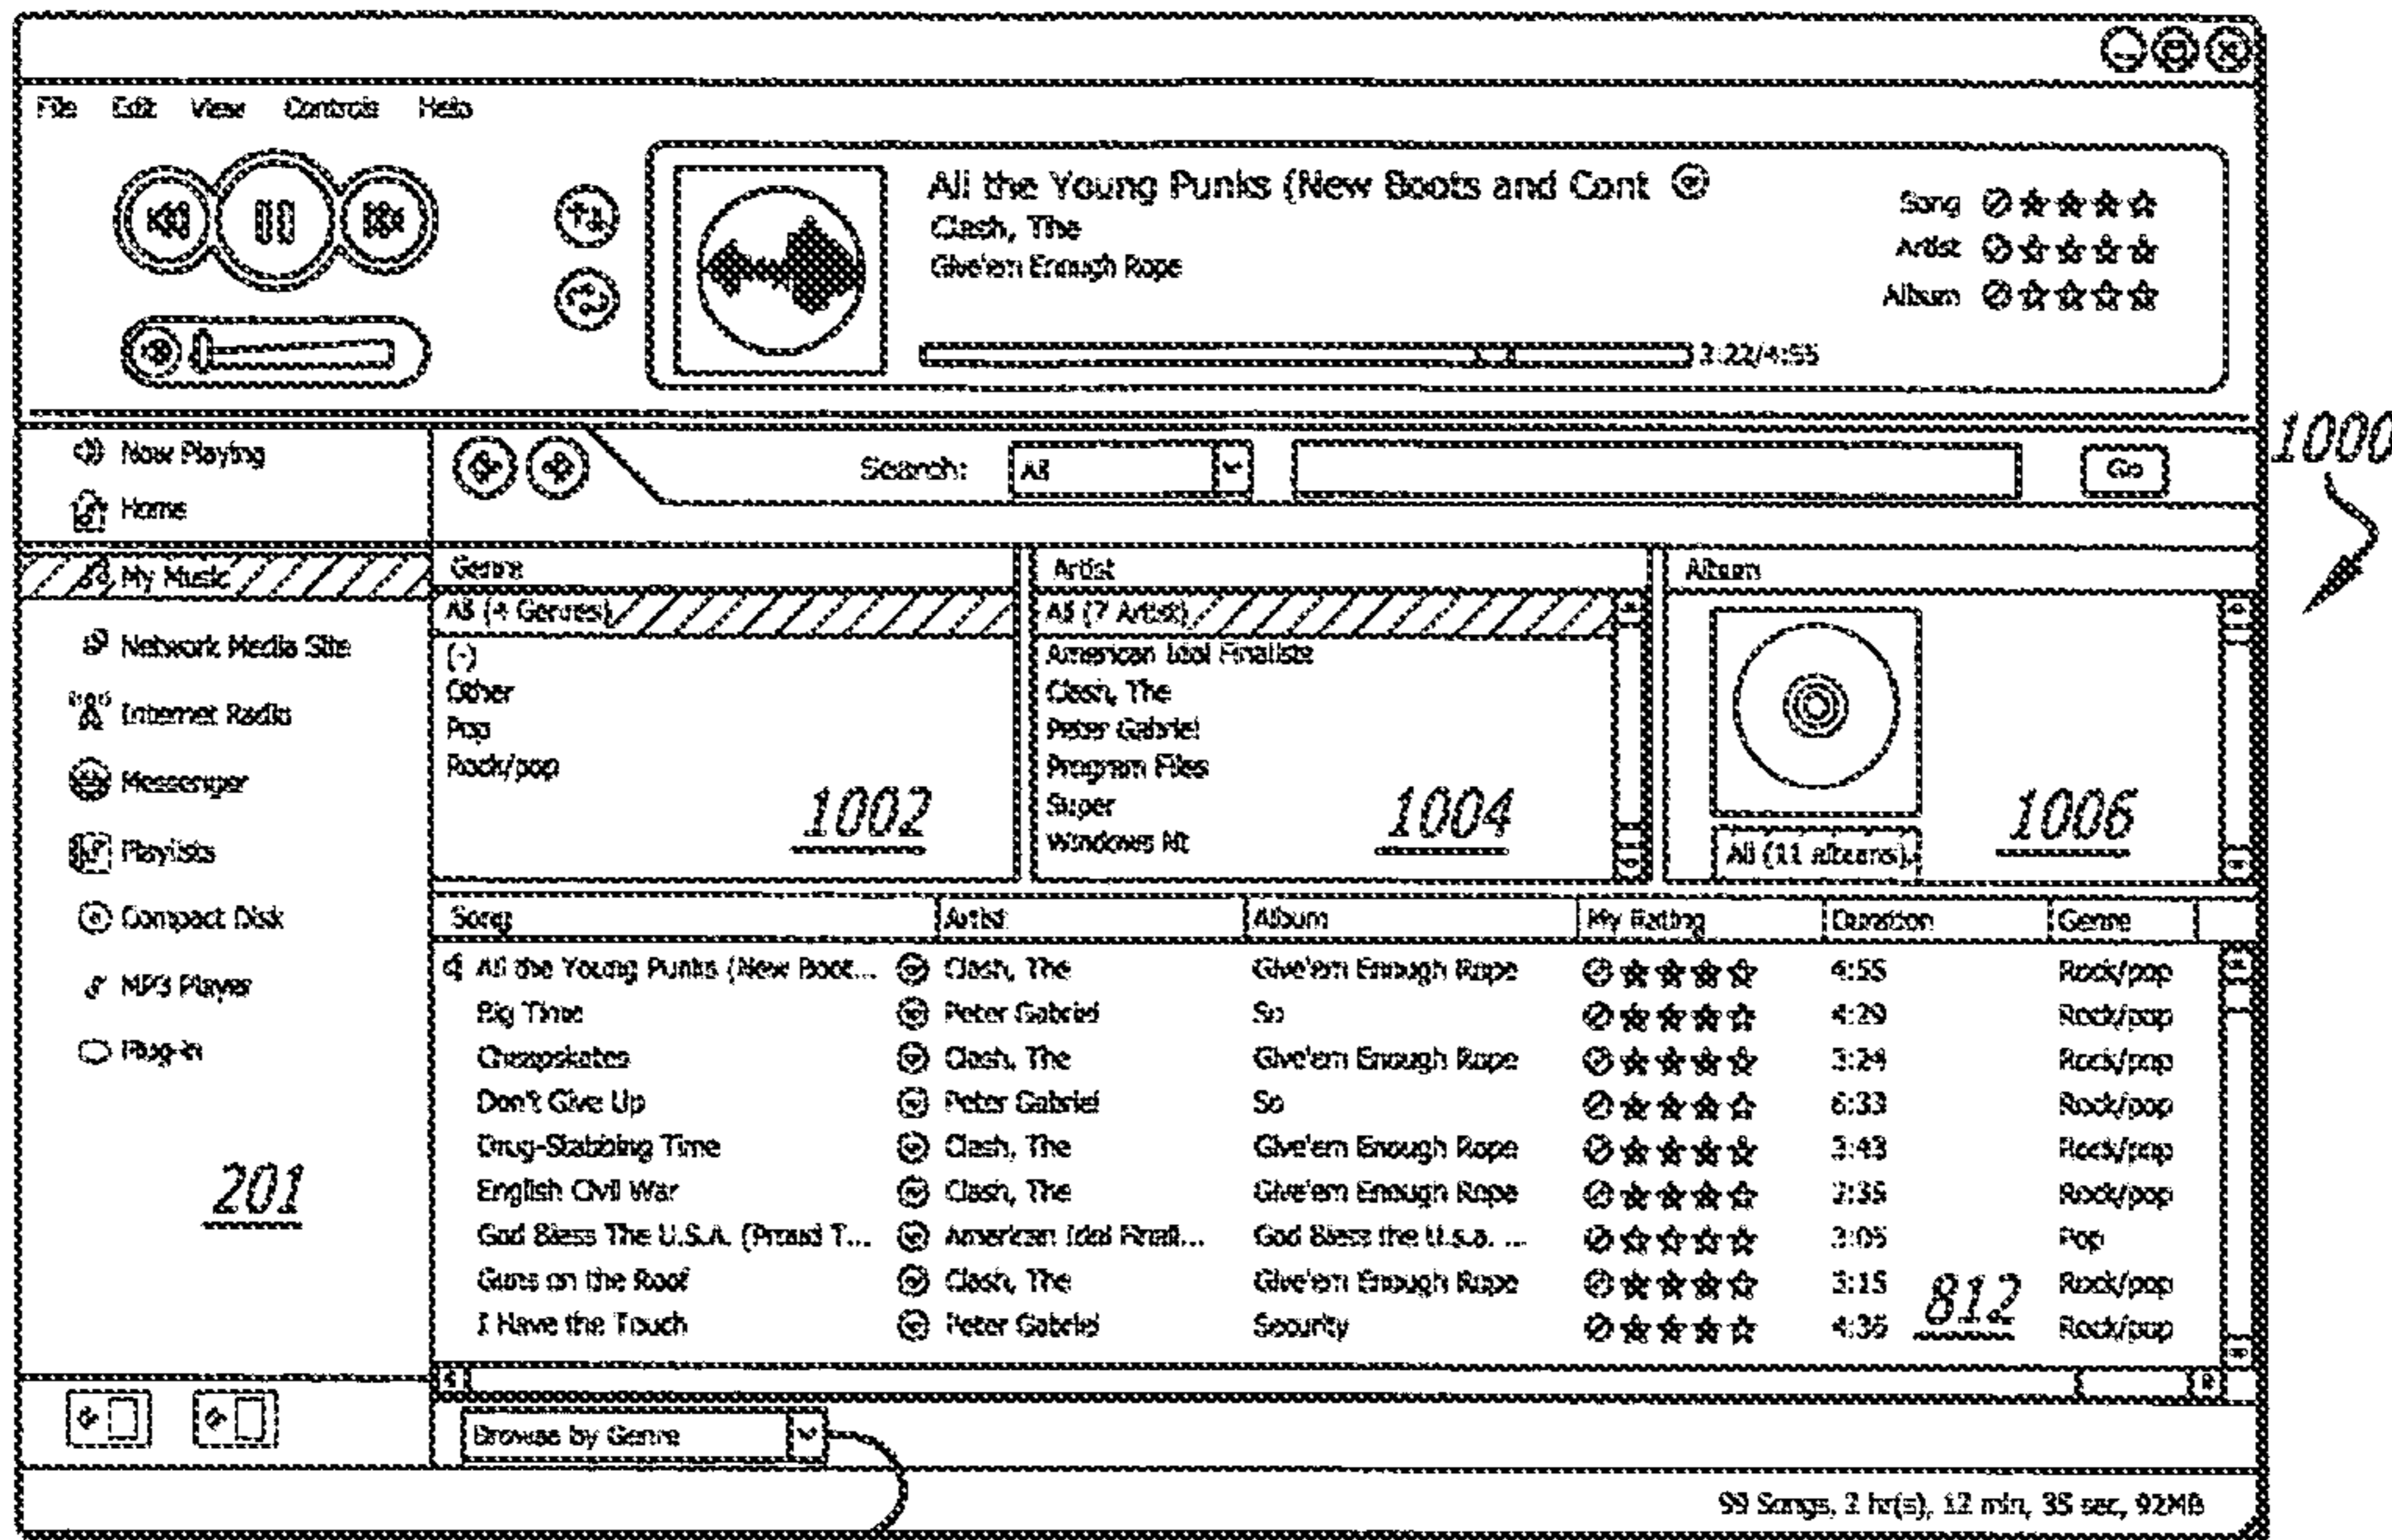 File Edit View Controls Help
All the Young Punks (New Boots and Cont
Clash, The
Give'em Enough Rope
Song
Artist
Album
3:22/4:55
1000
Now Playing
Home
Search: All Go
My Music
Network Media Site
Internet Radio
Messenger
Playlists
Compact Disk
MP3 Player
Plug-in
201
Genre
All (4 Genres)
(-)
Other
Pop
Rock/pop
1002
Artist
All (7 Artist)
American Idol Finalists
Clash, The
Peter Gabriel
Program Files
Super
Windows Nt
1004
Album
All (11 albums)
1006
Song Artist Album My Rating Duration Genre
All the Young Punks (New Boot... Clash, The Give'em Enough Rope 4:55 Rock/pop
Big Time Peter Gabriel So 4:29 Rock/pop
Cheapskates Clash, The Give'em Enough Rope 3:24 Rock/pop
Don't Give Up Peter Gabriel So 6:33 Rock/pop
Drug-Stabbing Time Clash, The Give'em Enough Rope 3:43 Rock/pop
English Civil War Clash, The Give'em Enough Rope 2:35 Rock/pop
God Bless The U.S.A. (Proud T... American Idol Finali... God Bless the U.s.a. ... 3:05 Pop
Guns on the Roof Clash, The Give'em Enough Rope 3:15 Rock/pop
I Have the Touch Peter Gabriel Security 4:36 Rock/pop
812
Browse by Genre
99 Songs, 2 hr(s), 12 min, 35 sec, 92MB